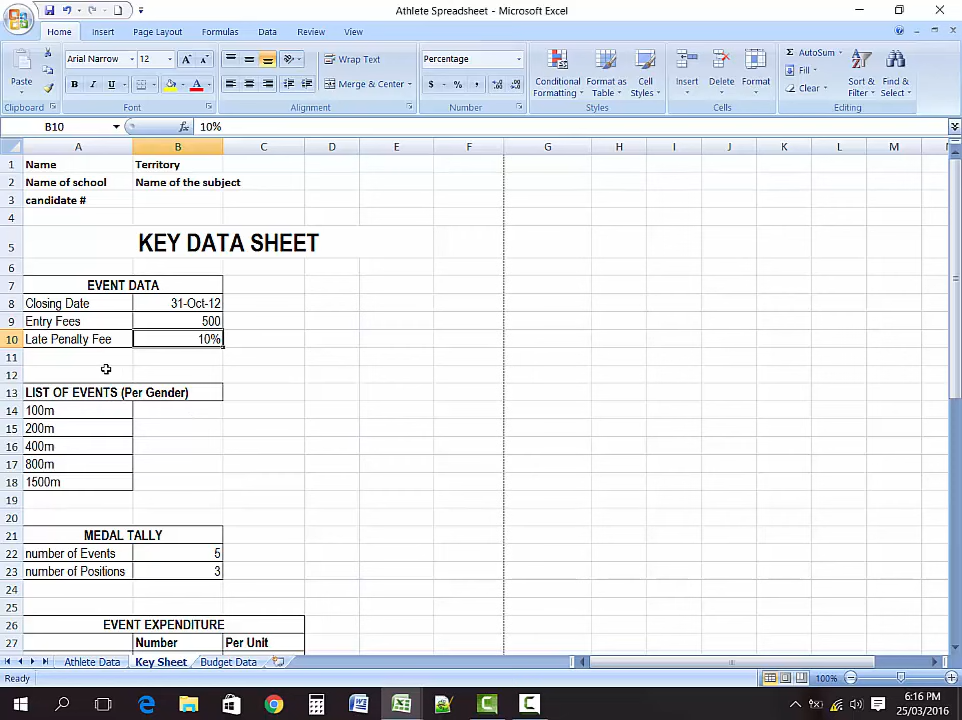 Athlete Spreadsheet - Microsoft Excel
Home Insert Page Layout Formulas Data Review View
Paste
Clipboard
Arial Narrow 12
B I U
Font
Wrap Text
Merge & Center
Alignment
Percentage
$ % ,
Number
Conditional Formatting
Format as Table
Cell Styles
Styles
Insert Delete Format
Cells
AutoSum
Fill
Clear
Sort & Filter
Find & Select
Editing
B10 fx 10%
A B C D E F G H I J K L M
1 Name Territory
2 Name of school Name of the subject
3 candidate #
4
5 KEY DATA SHEET
6
7 EVENT DATA
8 Closing Date 31-Oct-12
9 Entry Fees 500
10 Late Penalty Fee 10%
11
12
13 LIST OF EVENTS (Per Gender)
14 100m
15 200m
16 400m
17 800m
18 1500m
19
20
21 MEDAL TALLY
22 number of Events 5
23 number of Positions 3
24
25
26 EVENT EXPENDITURE
27 Number Per Unit
Athlete Data Key Sheet Budget Data
Ready 100%
6:16 PM
25/03/2016